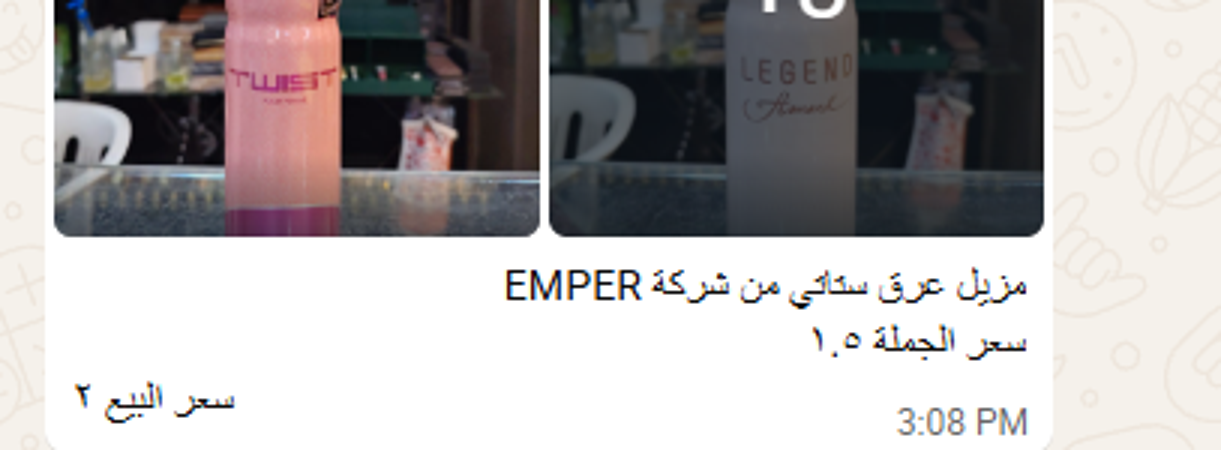 TWIST
LEGEND
مزيل عرق ستاتي من شركة EMPER
سعر الجملة ١.٥
سعر البيع ٢
3:08 PM